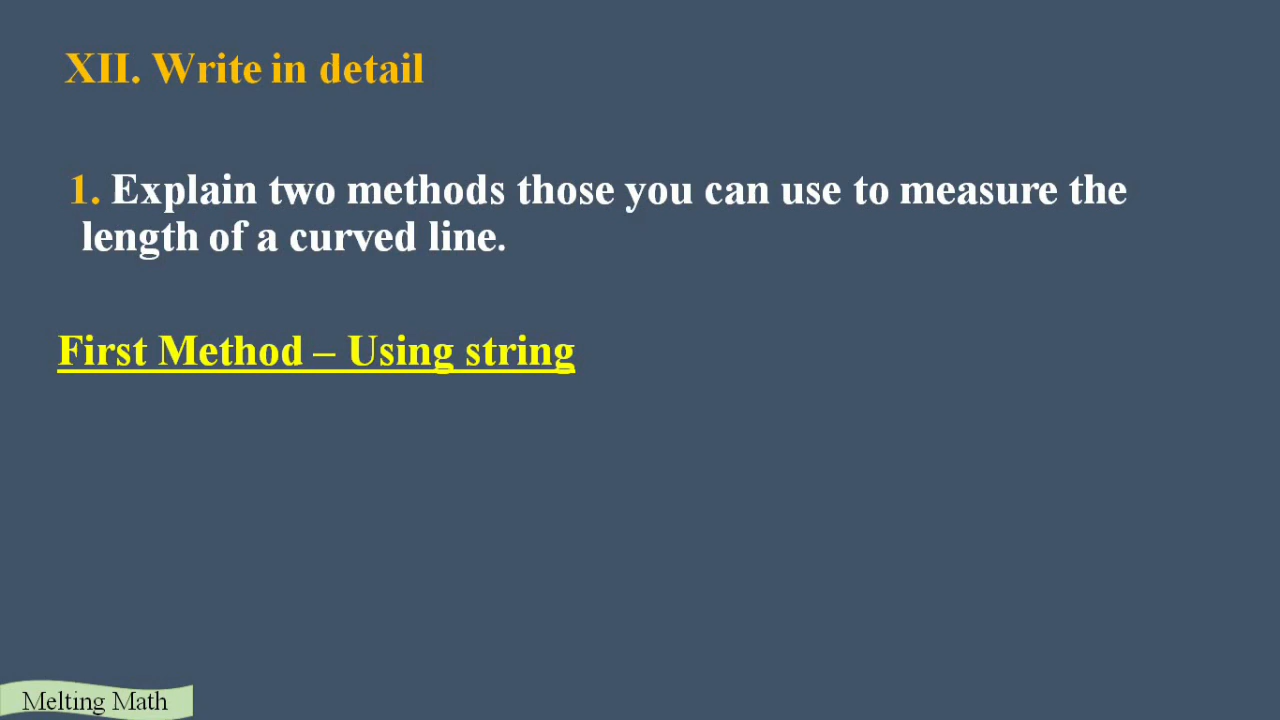 XII. Write in detail
1. Explain two methods those you can use to measure the
length of a curved line.
First Method – Using string
Melting Math